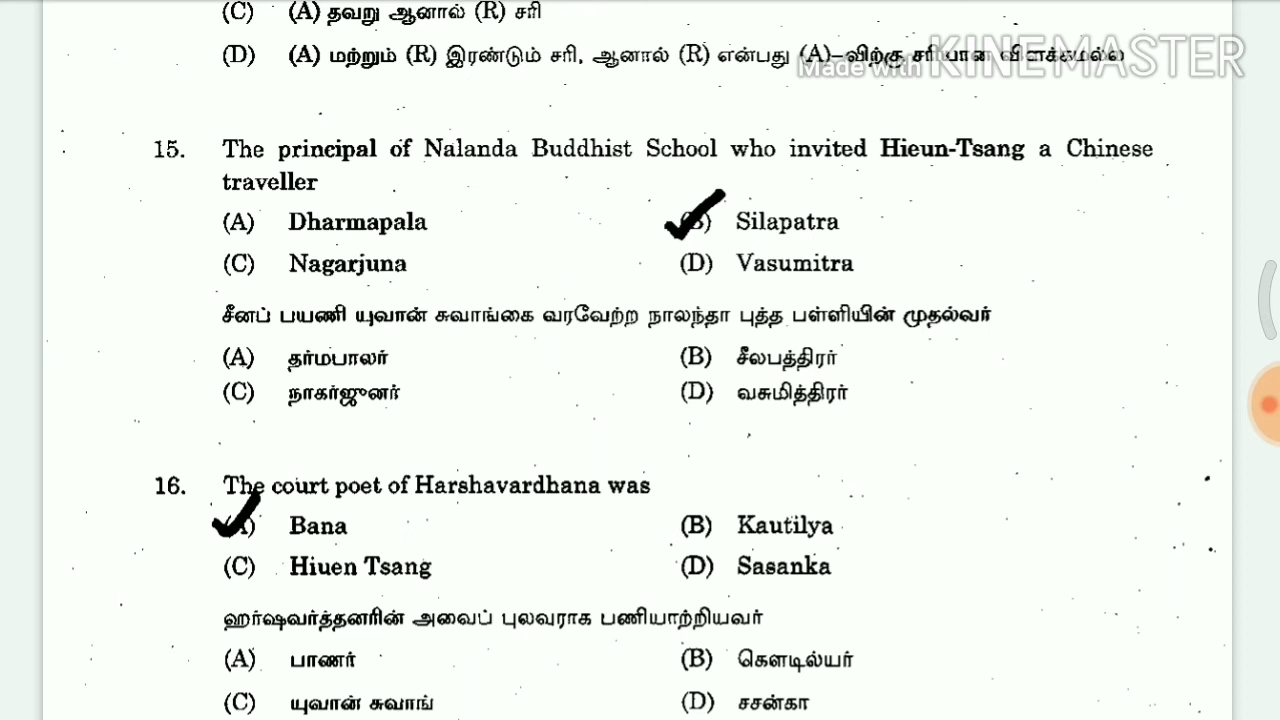 (C) (A) தவறு ஆனால் (R) சரி
(D) (A) மற்றும் (R) இரண்டும் சரி, ஆனால் (R) என்பது (A)–விற்கு சரியான விளக்கமல்ல
Made with KINEMASTER
15. The principal of Nalanda Buddhist School who invited Hieun-Tsang a Chinese
traveller
(A) Dharmapala (B) Silapatra
(C) Nagarjuna (D) Vasumitra
சீனப் பயணி யுவான் சுவாங்கை வரவேற்ற நாலந்தா புத்த பள்ளியின் முதல்வர்
(A) தர்மபாலர் (B) சீலபத்திரர்
(C) நாகர்ஜுனர் (D) வசுமித்திரர்
16. The court poet of Harshavardhana was
(A) Bana (B) Kautilya
(C) Hiuen Tsang (D) Sasanka
ஹர்ஷவர்த்தனரின் அவைப் புலவராக பணியாற்றியவர்
(A) பாணர் (B) கௌடில்யர்
(C) யுவான் சுவாங் (D) சசன்கா